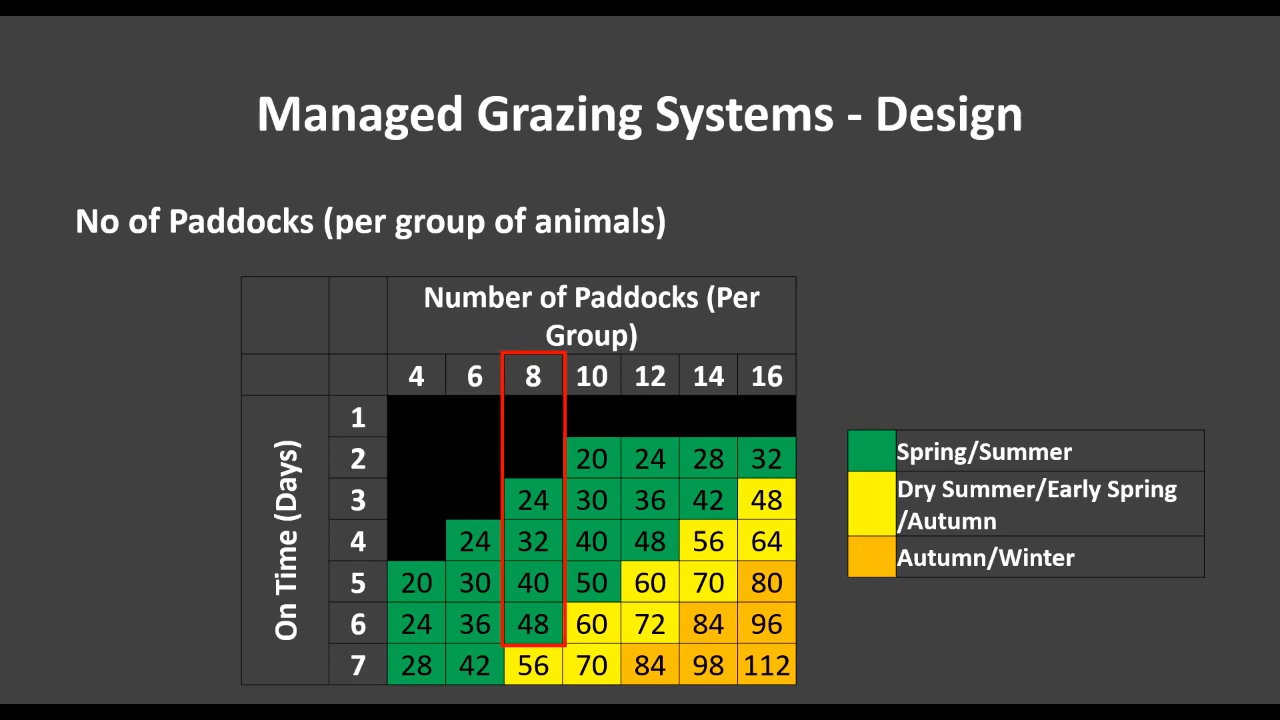 Managed Grazing Systems - Design
No of Paddocks (per group of animals)
Number of Paddocks (Per
Group)
4 6 8 10 12 14 16
On Time (Days)
1
2 20 24 28 32
3 24 30 36 42 48
4 24 32 40 48 56 64
5 20 30 40 50 60 70 80
6 24 36 48 60 72 84 96
7 28 42 56 70 84 98 112
Spring/Summer
Dry Summer/Early Spring
/Autumn
Autumn/Winter